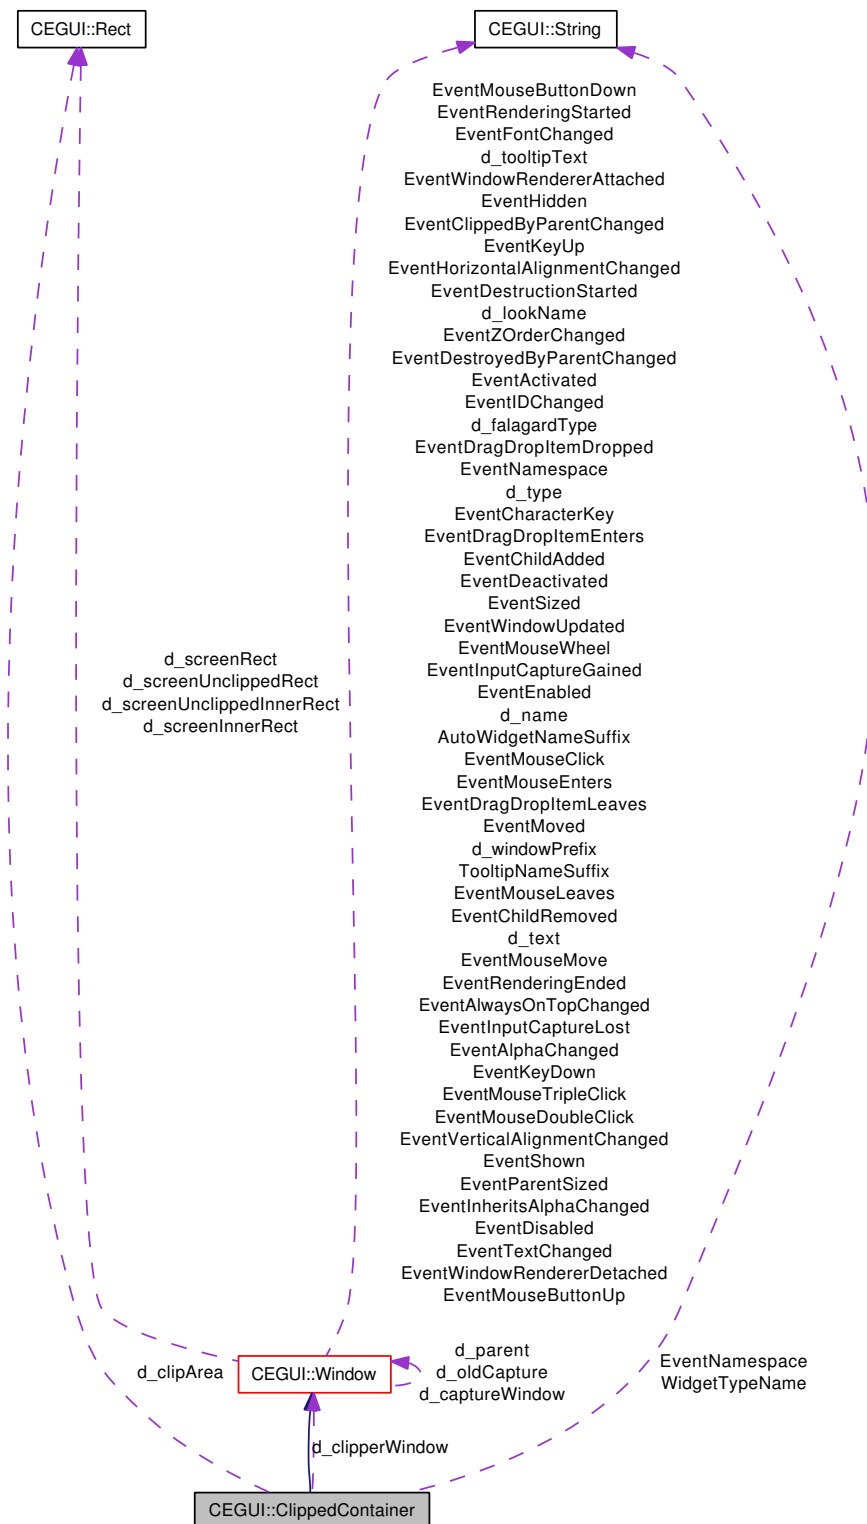 CEGUI::Rect
CEGUI::String
EventMouseButtonDown
EventRenderingStarted
EventFontChanged
d_tooltipText
EventWindowRendererAttached
EventHidden
EventClippedByParentChanged
EventKeyUp
EventHorizontalAlignmentChanged
EventDestructionStarted
d_lookName
EventZOrderChanged
EventDestroyedByParentChanged
EventActivated
EventIDChanged
d_falagardType
EventDragDropItemDropped
EventNamespace
d_type
EventCharacterKey
EventDragDropItemEnters
EventChildAdded
EventDeactivated
EventSized
EventWindowUpdated
EventMouseWheel
EventInputCaptureGained
EventEnabled
d_name
AutoWidgetNameSuffix
EventMouseClick
EventMouseEnters
EventDragDropItemLeaves
EventMoved
d_windowPrefix
TooltipNameSuffix
EventMouseLeaves
EventChildRemoved
d_text
EventMouseMove
EventRenderingEnded
EventAlwaysOnTopChanged
EventInputCaptureLost
EventAlphaChanged
EventKeyDown
EventMouseTripleClick
EventMouseDoubleClick
EventVerticalAlignmentChanged
EventShown
EventParentSized
EventInheritsAlphaChanged
EventDisabled
EventTextChanged
EventWindowRendererDetached
EventMouseButtonUp
d_screenRect
d_screenUnclippedRect
d_screenUnclippedInnerRect
d_screenInnerRect
d_clipArea
CEGUI::Window
d_parent
d_oldCapture
d_captureWindow
EventNamespace
WidgetTypeName
d_clipperWindow
CEGUI::ClippedContainer